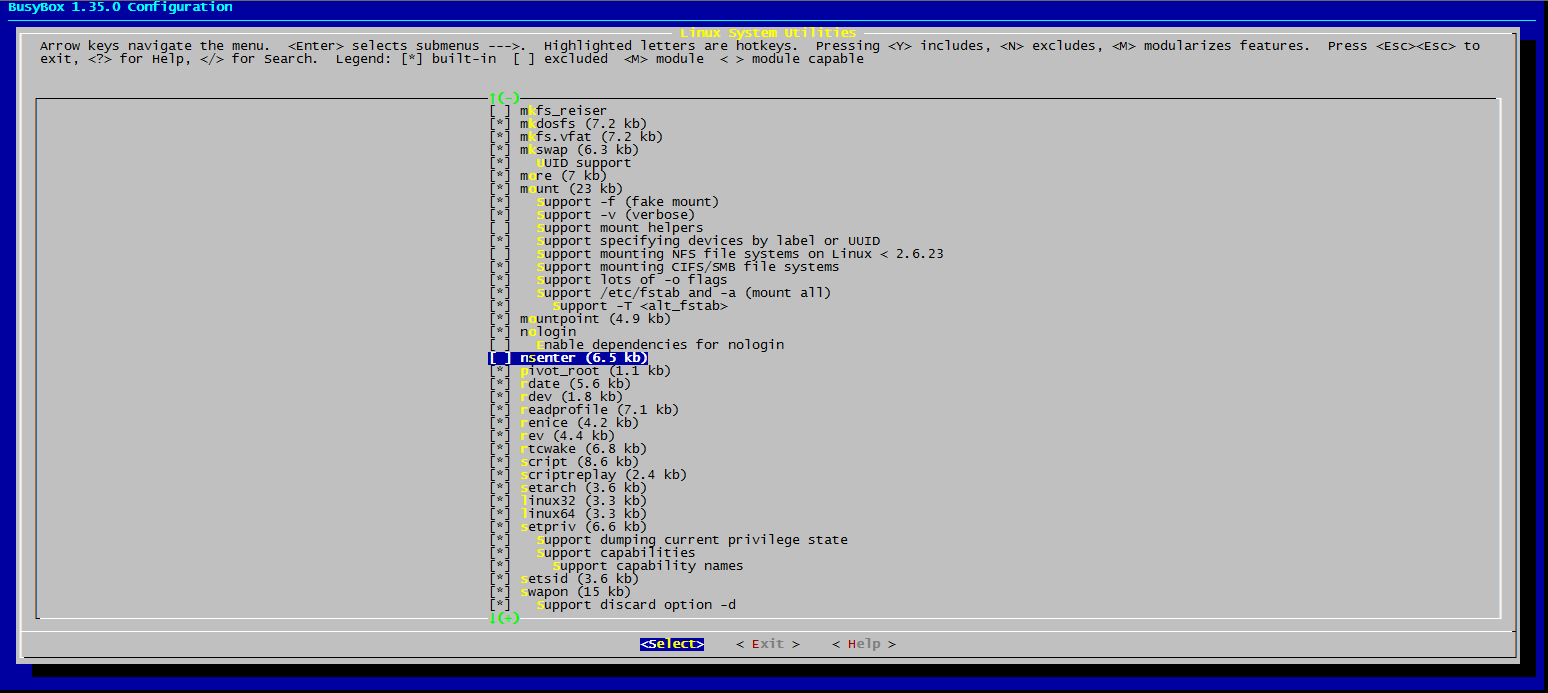 BusyBox 1.35.0 Configuration
Linux System Utilities
Arrow keys navigate the menu.  <Enter> selects submenus --->.  Highlighted letters are hotkeys.  Pressing <Y> includes, <N> excludes, <M> modularizes features.  Press <Esc><Esc> to
exit, <?> for Help, </> for Search.  Legend: [*] built-in  [ ] excluded  <M> module  < > module capable
↑(-)
[ ] mkfs_reiser
[*] mkdosfs (7.2 kb)
[*] mkfs.vfat (7.2 kb)
[*] mkswap (6.3 kb)
[*]   UUID support
[*] more (7 kb)
[*] mount (23 kb)
[*]   Support -f (fake mount)
[*]   Support -v (verbose)
[ ]   Support mount helpers
[*]   Support specifying devices by label or UUID
[ ]   Support mounting NFS file systems on Linux < 2.6.23
[*]   Support mounting CIFS/SMB file systems
[*]   Support lots of -o flags
[*]   Support /etc/fstab and -a (mount all)
[*]     Support -T <alt_fstab>
[*] mountpoint (4.9 kb)
[*] nologin
[ ]   Enable dependencies for nologin
[ ] nsenter (6.5 kb)
[*] pivot_root (1.1 kb)
[*] rdate (5.6 kb)
[*] rdev (1.8 kb)
[*] readprofile (7.1 kb)
[*] renice (4.2 kb)
[*] rev (4.4 kb)
[*] rtcwake (6.8 kb)
[*] script (8.6 kb)
[*] scriptreplay (2.4 kb)
[*] setarch (3.6 kb)
[*] linux32 (3.3 kb)
[*] linux64 (3.3 kb)
[*] setpriv (6.6 kb)
[*]   Support dumping current privilege state
[*]   Support capabilities
[*]     Support capability names
[*] setsid (3.6 kb)
[*] swapon (15 kb)
[*]   Support discard option -d
↓(+)
<Select>    < Exit >    < Help >